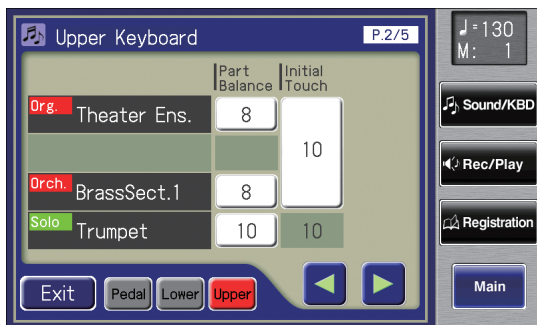 Upper Keyboard P.2/5
♩=130
M: 1
Part Balance
Initial Touch
Org. Theater Ens. 8
10
Orch. BrassSect.1 8
Solo Trumpet 10 10
Sound/KBD
Rec/Play
Registration
Main
Exit Pedal Lower Upper